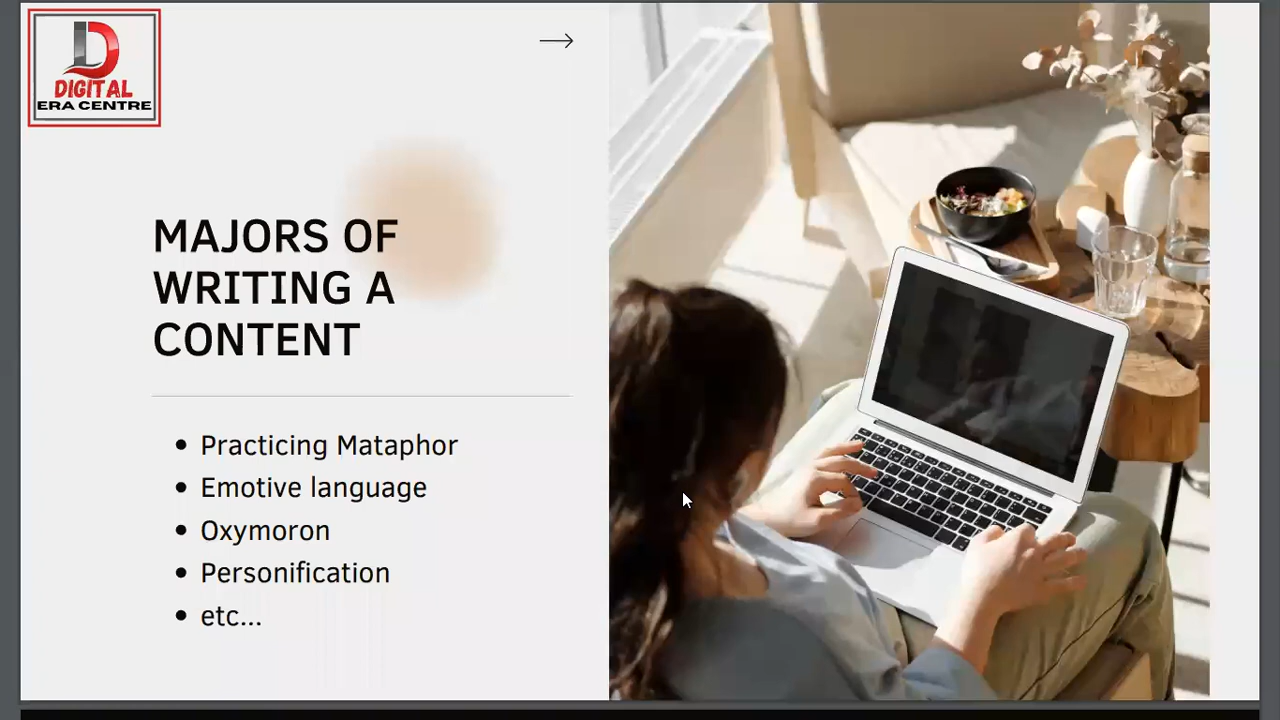 DIGITAL
ERA CENTRE
MAJORS OF
WRITING A
CONTENT
Practicing Mataphor
Emotive language
Oxymoron
Personification
etc...